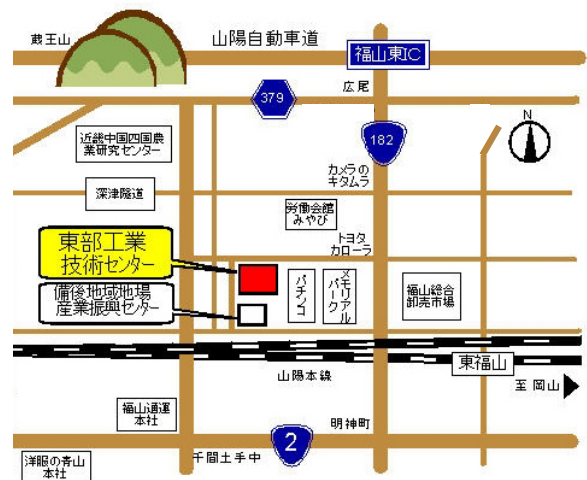 蔵王山
山陽自動車道
福山東IC
広尾
379
近畿中国四国農
業研究センター
182
N
カメラの
キタムラ
深津隧道
労働会館
みやび
東部工業
技術センター
トヨタ
カローラ
備後地域地場
産業振興センター
パチンコ
メモリアル
パーク
福山総合
卸売市場
東福山
山陽本線
至 岡山
福山通運
本社
明神町
2
千間土手中
洋服の青山
本社